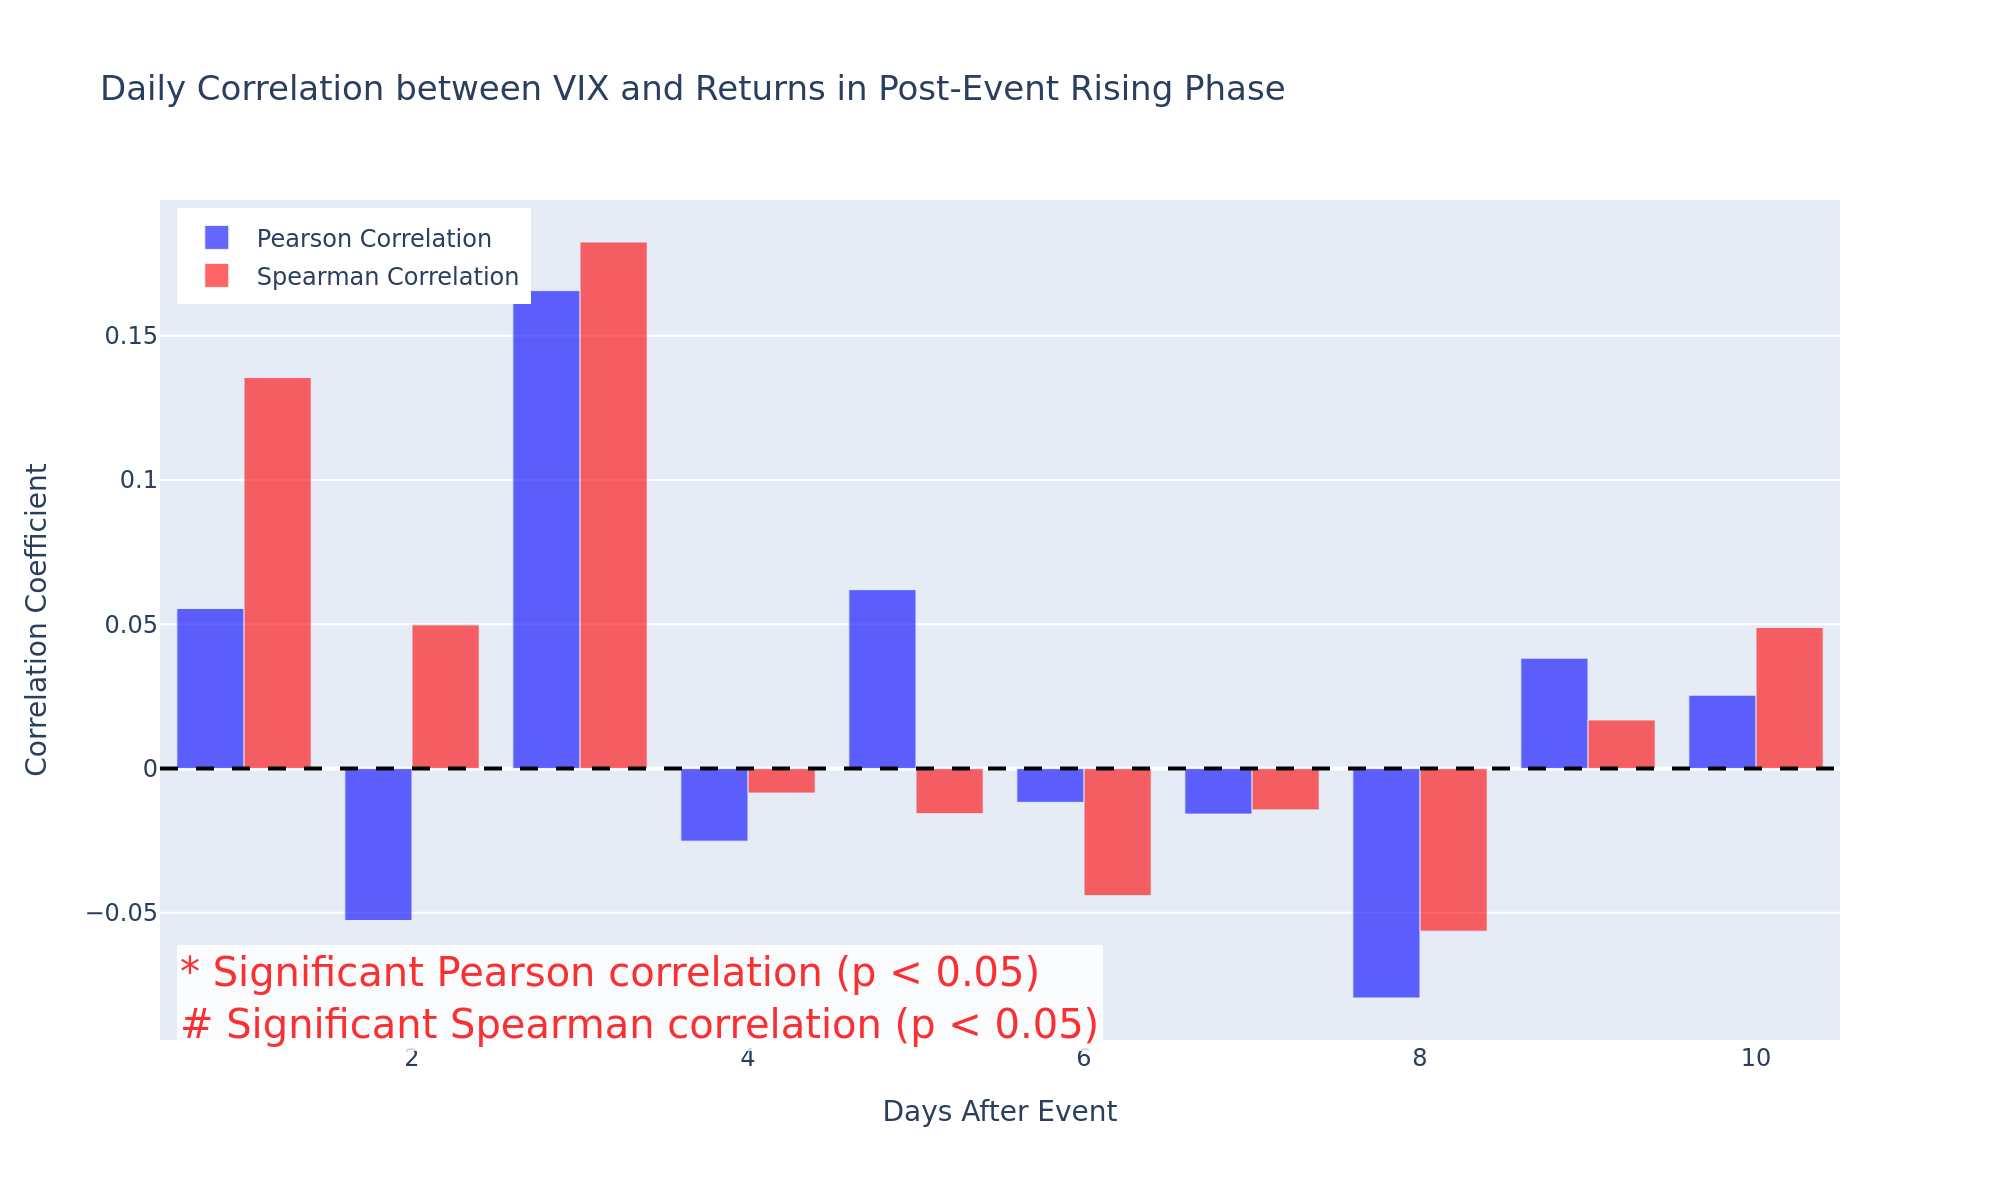 Daily Correlation between VIX and Returns in Post-Event Rising Phase
Pearson Correlation
Spearman Correlation
0.15
0.1
0.05
0
−0.05
Correlation Coefficient
* Significant Pearson correlation (p < 0.05)
# Significant Spearman correlation (p < 0.05)
2 4 6 8 10
Days After Event